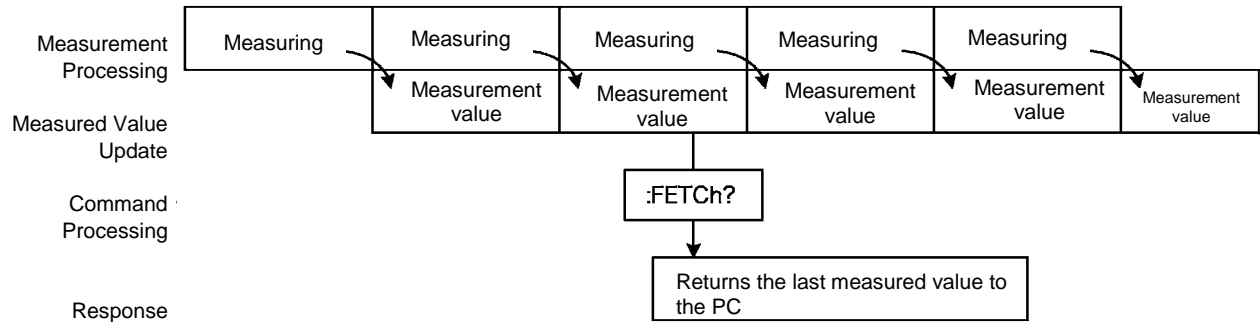 Measurement
Processing
Measuring
Measuring
Measuring
Measuring
Measuring
Measured Value
Update
Measurement
value
Measurement
value
Measurement
value
Measurement
value
Measurement
value
Command
Processing
:FETCh?
Response
Returns the last measured value to
the PC